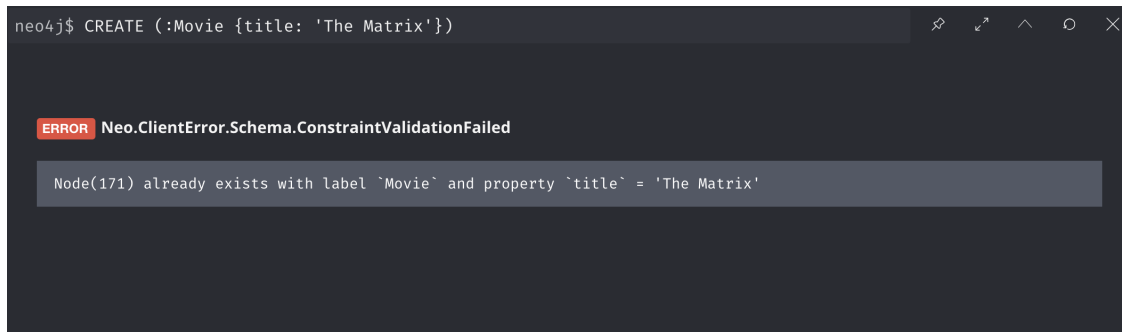 neo4j$ CREATE (:Movie {title: 'The Matrix'})
ERROR Neo.ClientError.Schema.ConstraintValidationFailed
Node(171) already exists with label `Movie` and property `title` = 'The Matrix'